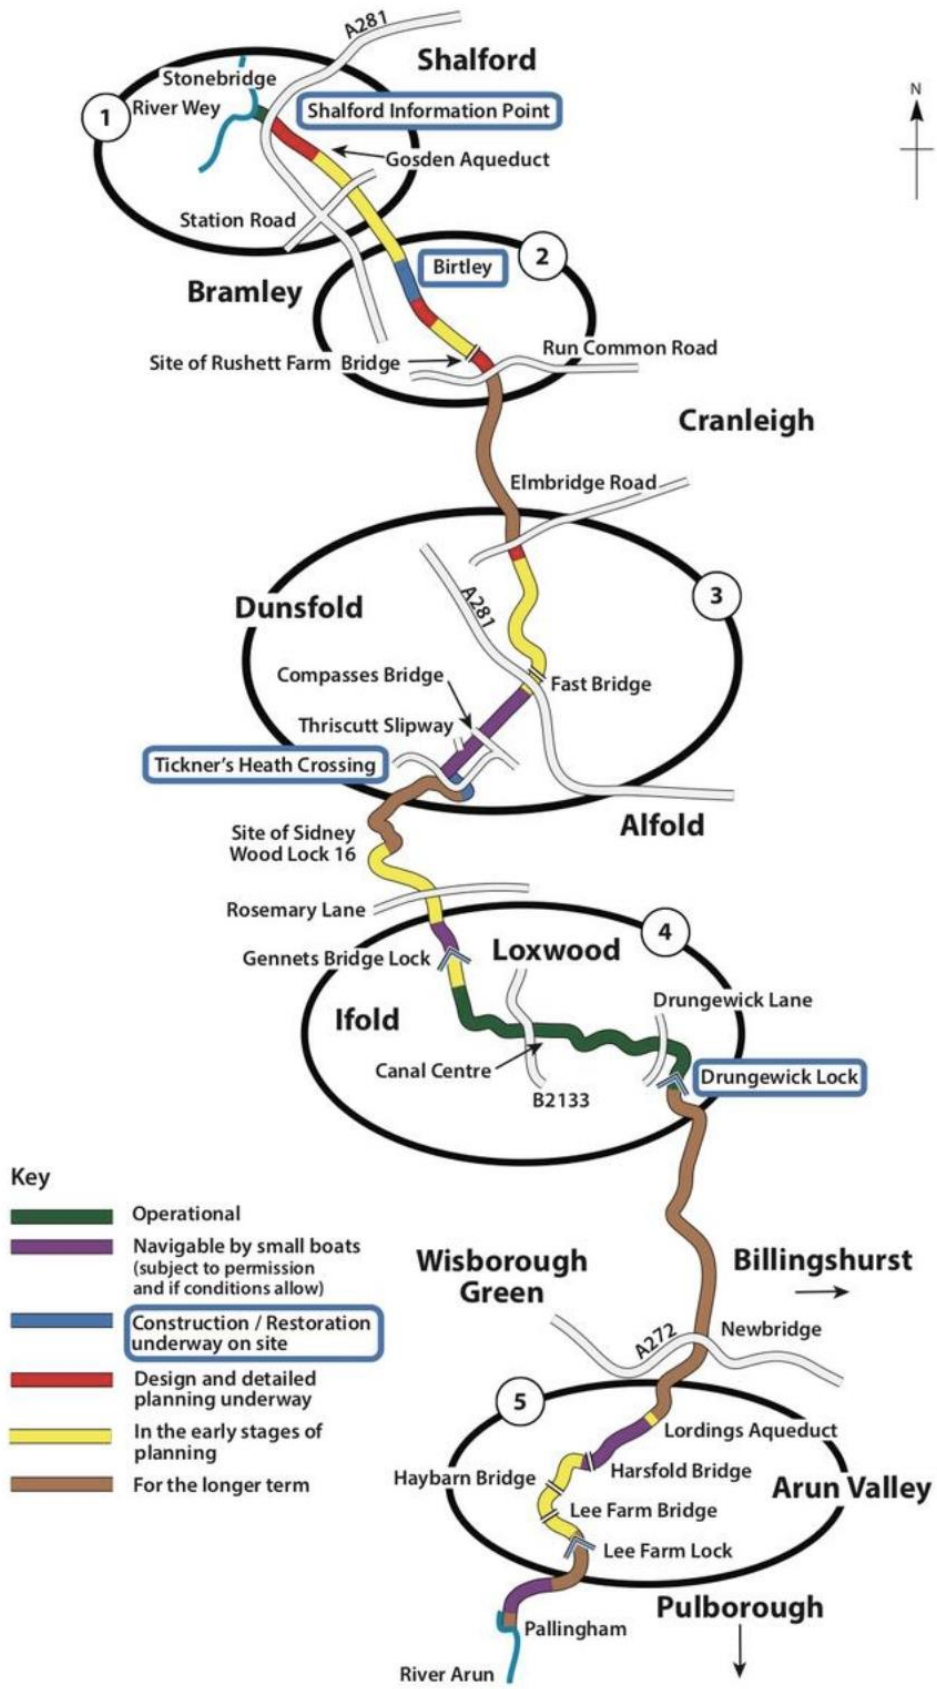 A281
Shalford
N
Stonebridge
1
River Wey
Shalford Information Point
Gosden Aqueduct
Station Road
2
Birtley
Bramley
Site of Rushett Farm Bridge
Run Common Road
Cranleigh
Elmbridge Road
3
Dunsfold
A281
Compasses Bridge
Fast Bridge
Thriscutt Slipway
Tickner's Heath Crossing
Alfold
Site of Sidney
Wood Lock 16
Rosemary Lane
4
Gennets Bridge Lock
Loxwood
Drungewick Lane
Ifold
Canal Centre
Drungewick Lock
B2133
Key
Operational
Navigable by small boats
(subject to permission
and if conditions allow)
Construction / Restoration
underway on site
Design and detailed
planning underway
In the early stages of
planning
For the longer term
Wisborough
Green
Billingshurst
A272
Newbridge
5
Lordings Aqueduct
Haybarn Bridge
Harsfold Bridge
Arun Valley
Lee Farm Bridge
Lee Farm Lock
Pulborough
Pallingham
River Arun